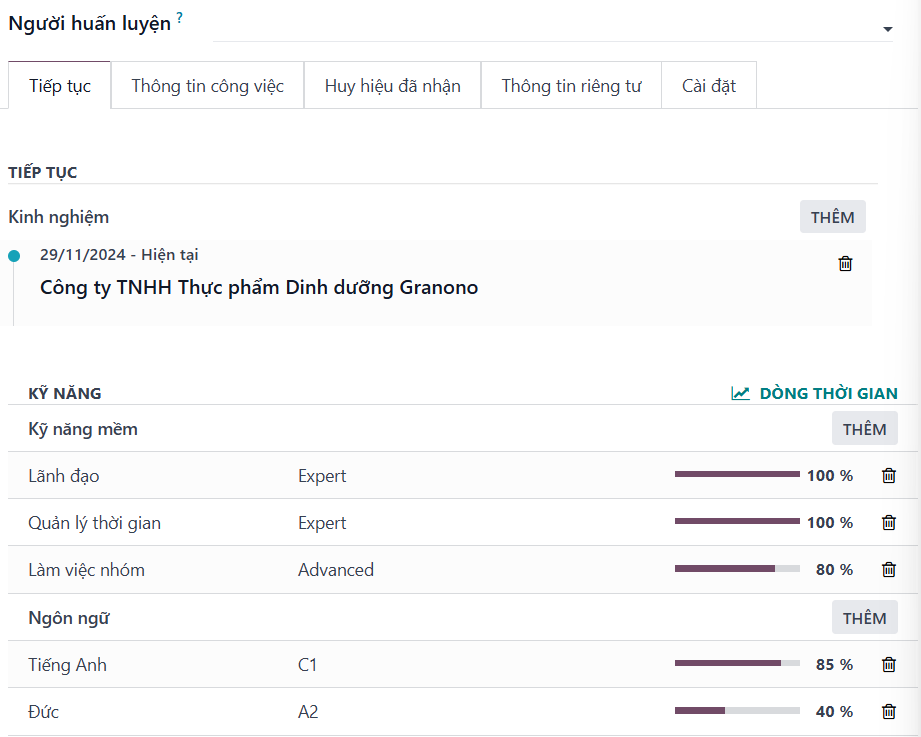 Người huấn luyện ?
Tiếp tục Thông tin công việc Huy hiệu đã nhận Thông tin riêng tư Cài đặt
TIẾP TỤC
Kinh nghiệm THÊM
29/11/2024 - Hiện tại
Công ty TNHH Thực phẩm Dinh dưỡng Granono
KỸ NĂNG DÒNG THỜI GIAN
Kỹ năng mềm THÊM
Lãnh đạo Expert 100 %
Quản lý thời gian Expert 100 %
Làm việc nhóm Advanced 80 %
Ngôn ngữ THÊM
Tiếng Anh C1 85 %
Đức A2 40 %